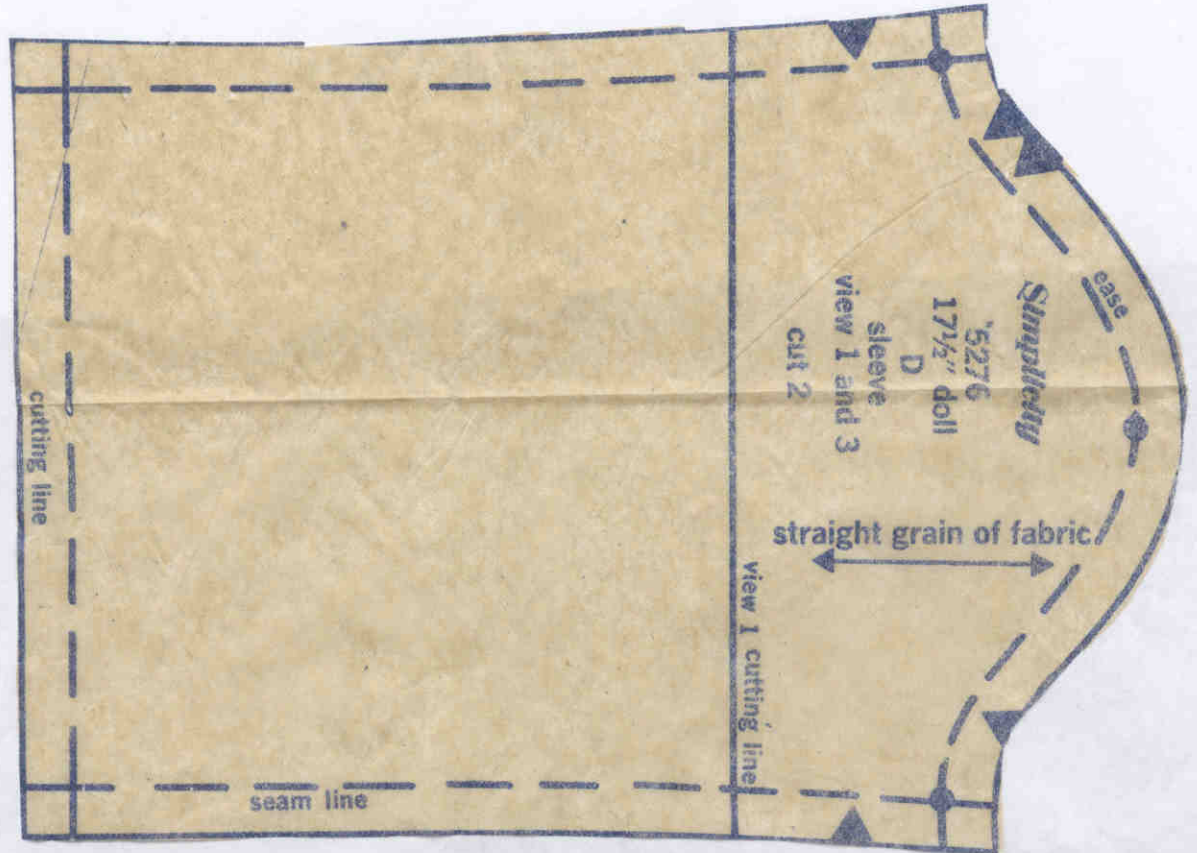 Simplicity
5276
17½" doll
D
sleeve
view 1 and 3
cut 2
ease
straight grain of fabric
view 1 cutting line
seam line
cutting line